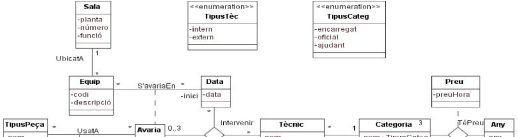 Sala
-planta
-número
-funció
<<enumeration>>
TipusTèc
-intern
-extern
<<enumeration>>
TipusCateg
-encarregat
-oficial
-ajudant
1
UbicatA
*
Equip
-codi
-descripció
*
S'avariaEn
*
-inici
Data
-data
Preu
-preuHora
*
TipusPeça
*
UsatA
*
Avaria
0..3
Intervenir
*
Tècnic
*
1
Categoria
3
TéPreu
Any